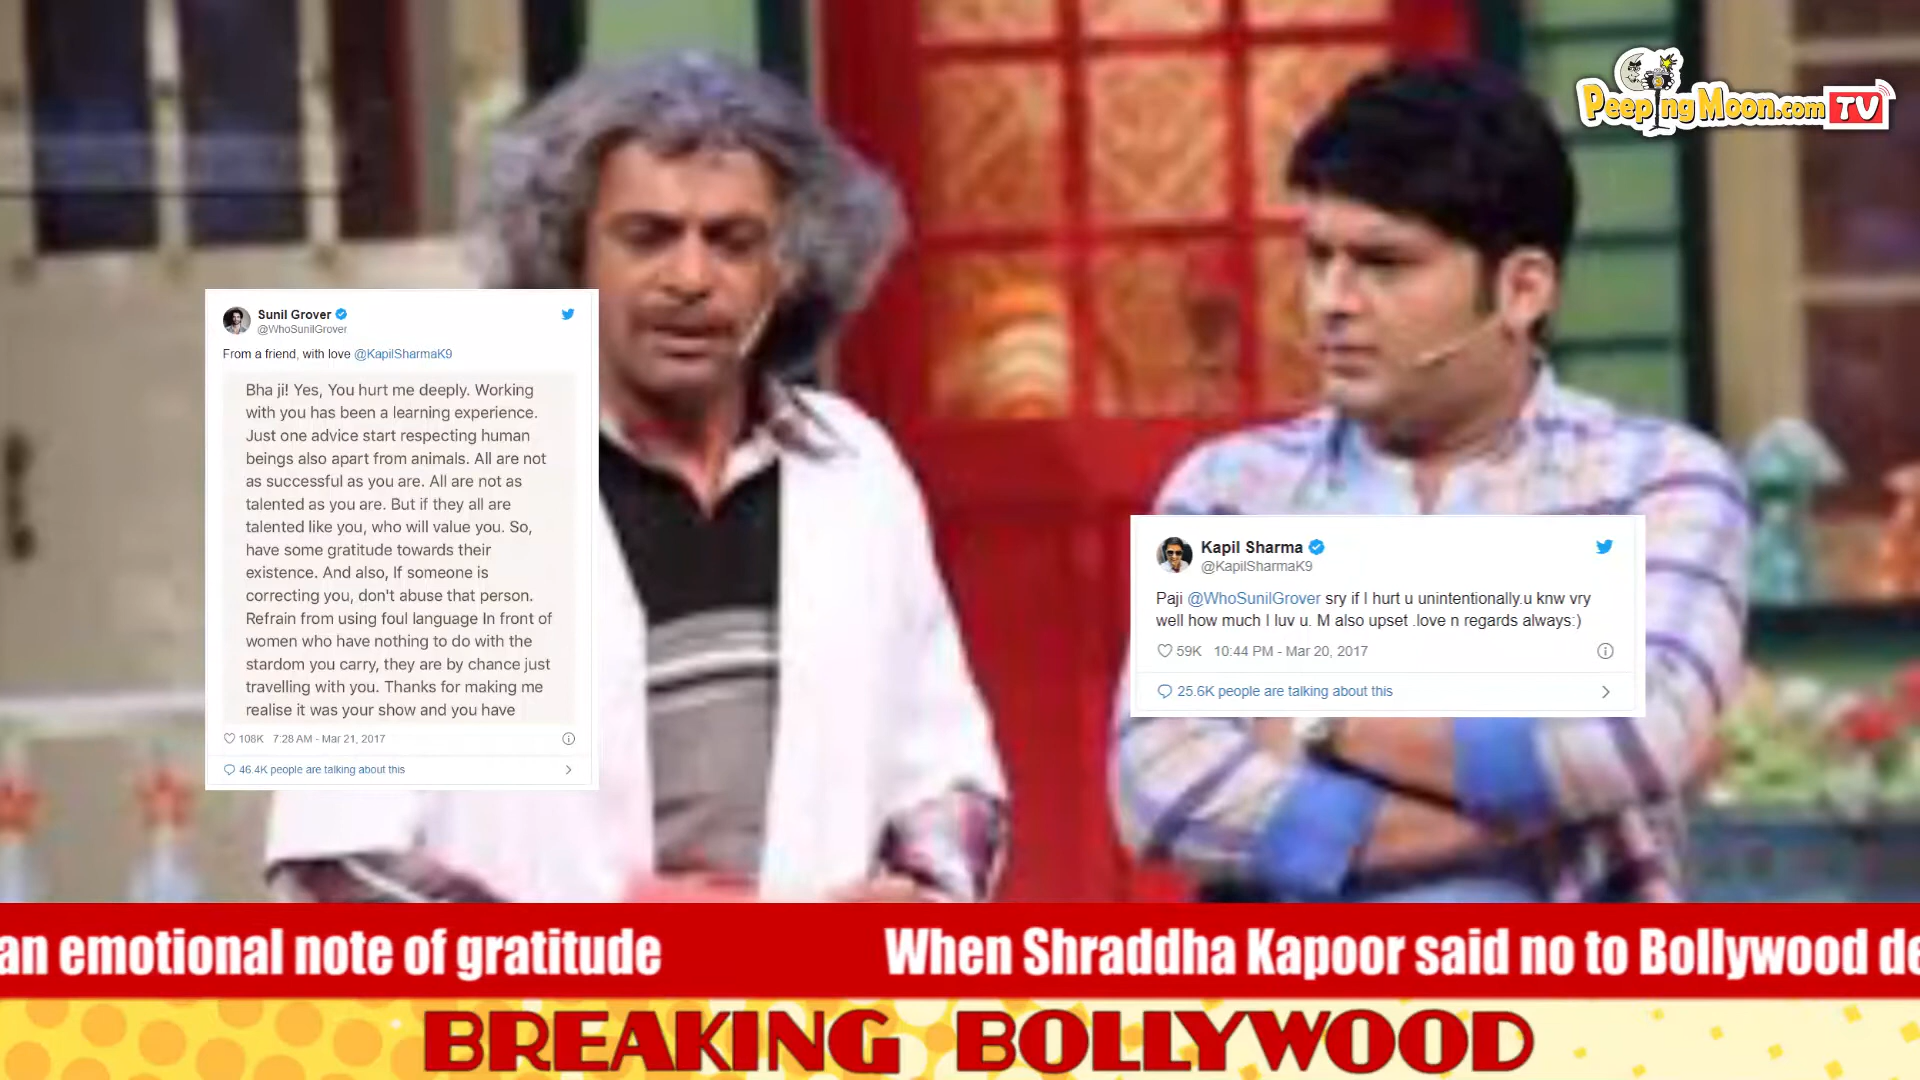 PeepingMoon.com TV
Sunil Grover
@WhoSunilGrover
From a friend, with love @KapilSharmaK9
Bha ji! Yes, You hurt me deeply. Working
with you has been a learning experience.
Just one advice start respecting human
beings also apart from animals. All are not
as successful as you are. All are not as
talented as you are. But if they all are
talented like you, who will value you. So,
have some gratitude towards their
existence. And also, If someone is
correcting you, don't abuse that person.
Refrain from using foul language In front of
women who have nothing to do with the
stardom you carry, they are by chance just
travelling with you. Thanks for making me
realise it was your show and you have
108K 7:28 AM - Mar 21, 2017
46.4K people are talking about this
Kapil Sharma
@KapilSharmaK9
Paji @WhoSunilGrover sry if I hurt u unintentionally.u knw vry
well how much I luv u. M also upset .love n regards always:)
59K 10:44 PM - Mar 20, 2017
25.6K people are talking about this
an emotional note of gratitude When Shraddha Kapoor said no to Bollywood de
BREAKING BOLLYWOOD